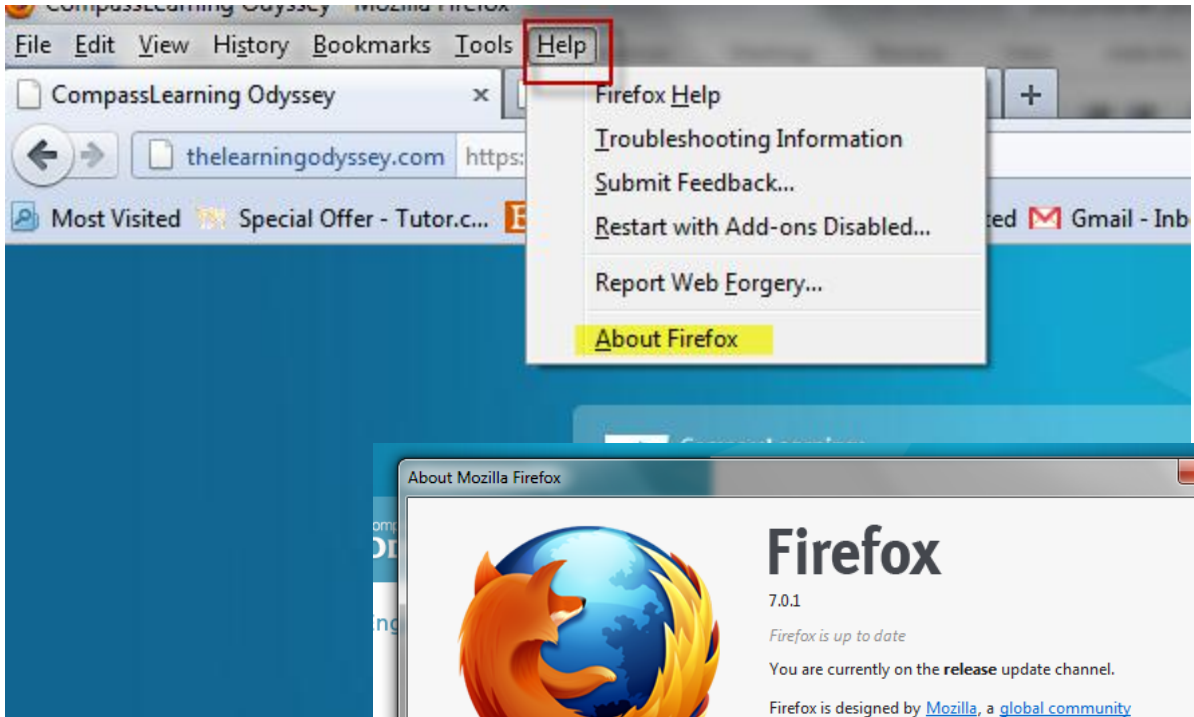 CompassLearning Odyssey - Mozilla Firefox
File Edit View History Bookmarks Tools Help
CompassLearning Odyssey × +
thelearningodyssey.com https:
Most Visited Special Offer - Tutor.c... Gmail - Inb
Firefox Help
Troubleshooting Information
Submit Feedback...
Restart with Add-ons Disabled...
Report Web Forgery...
About Firefox
About Mozilla Firefox
Firefox
7.0.1
Firefox is up to date
You are currently on the release update channel.
Firefox is designed by Mozilla, a global community